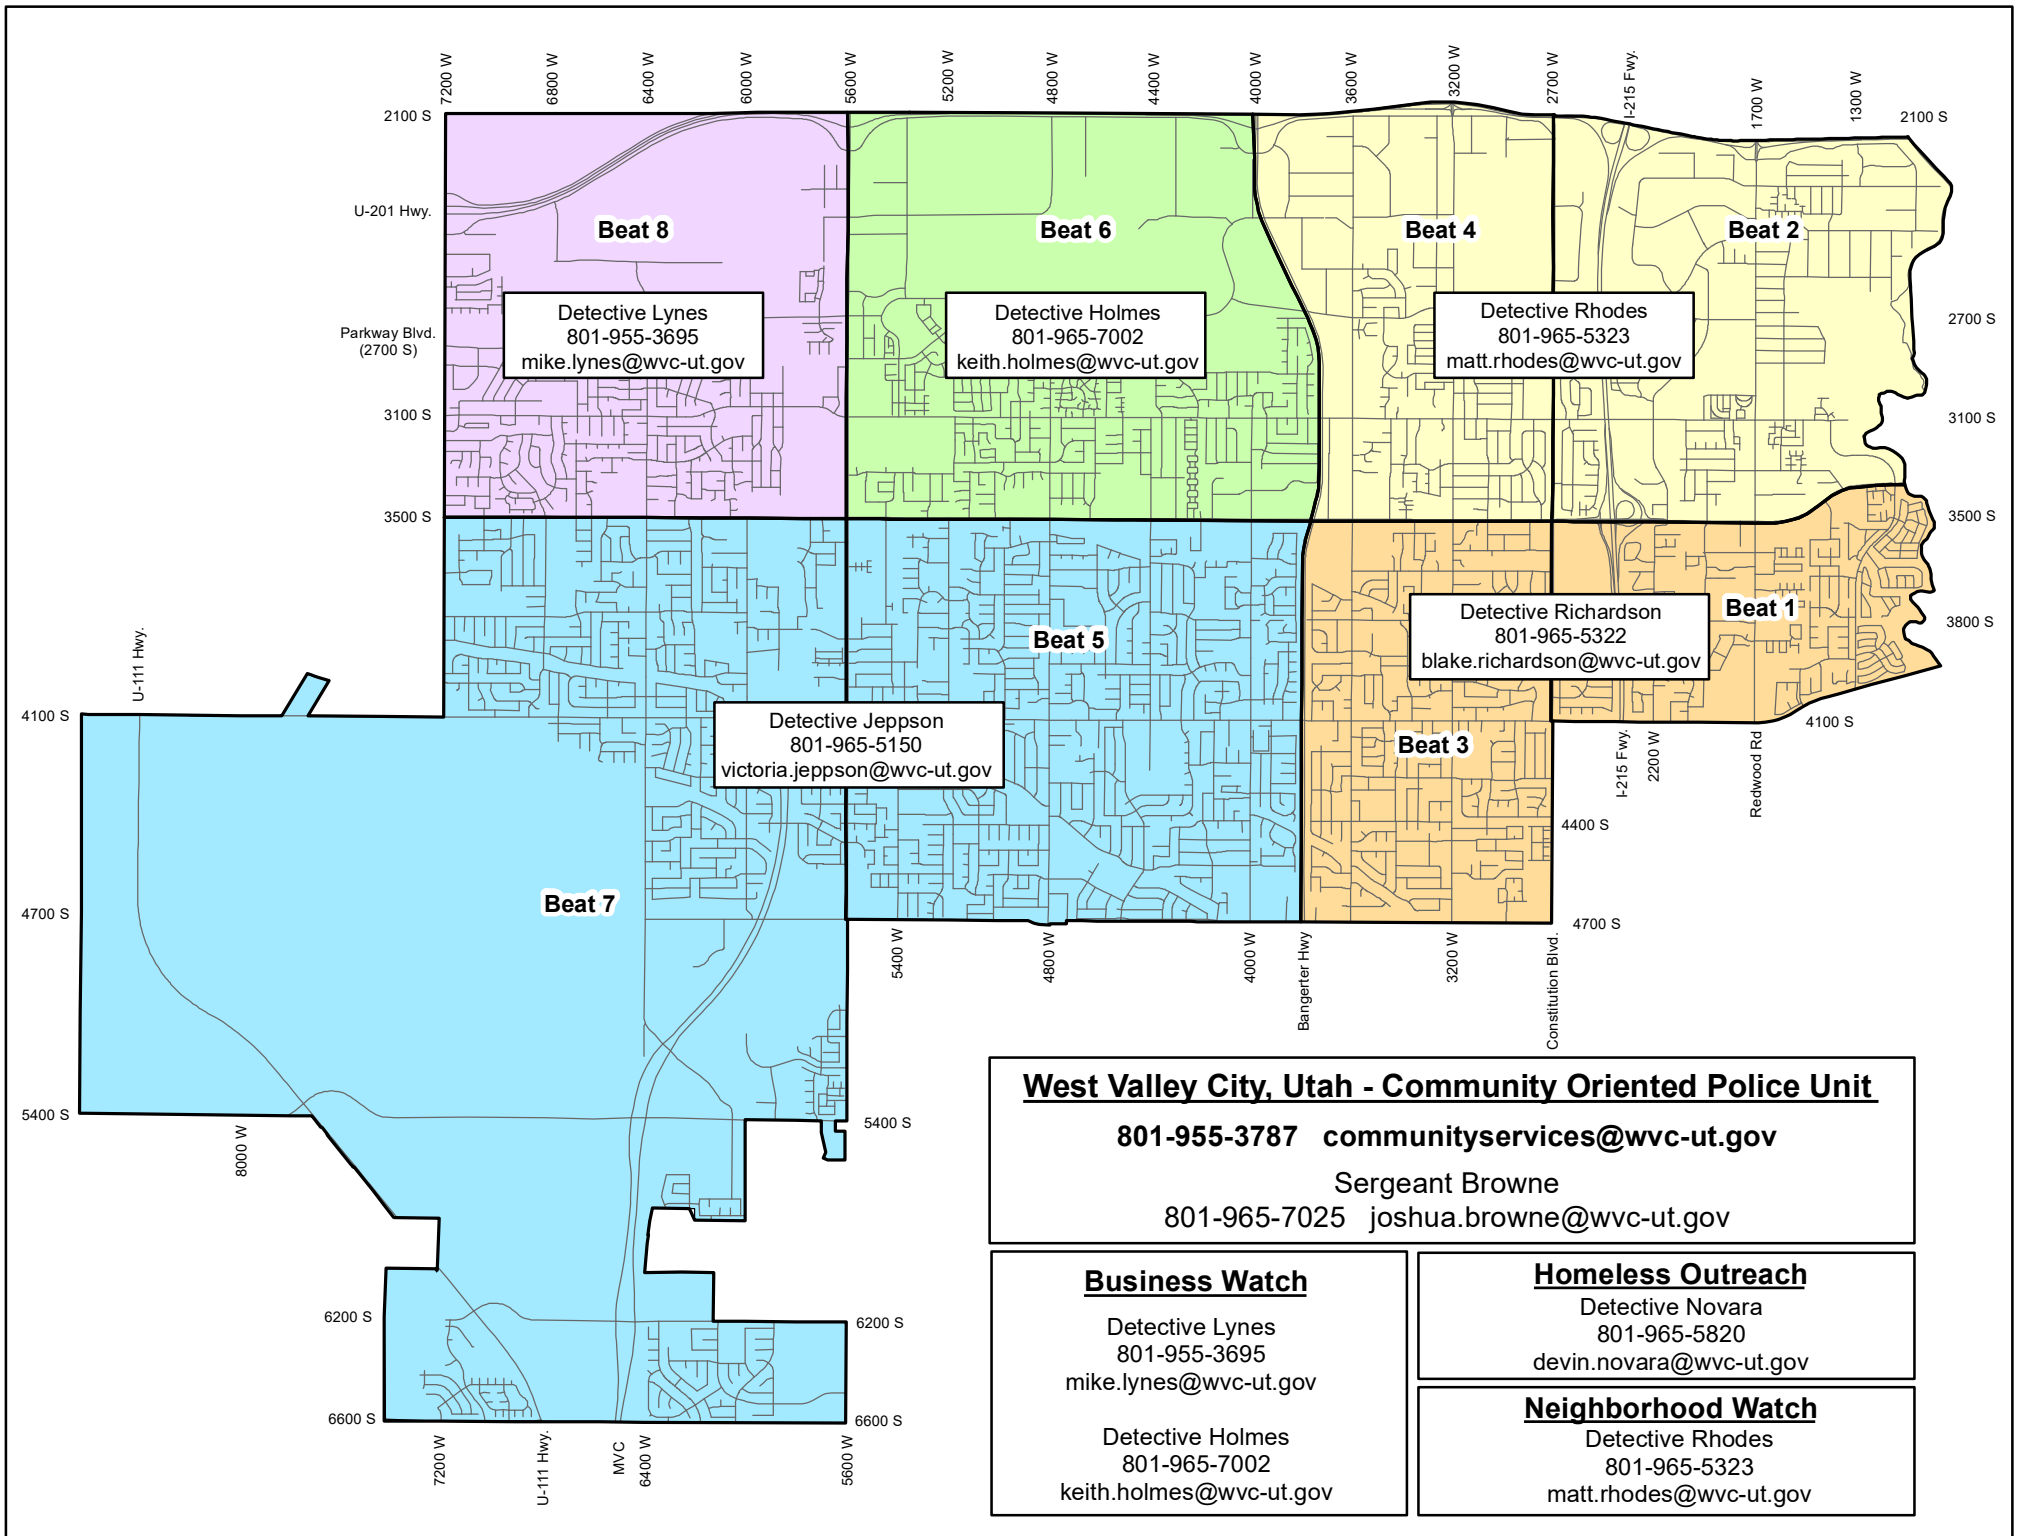 7200 W
6800 W
6400 W
60000 W
5600 W
5200 W
4800 W
4400 W
4000 W
3600 W
3200 W
2700 W
I-215 Fwy.
1700 W
1300 W
2100 S
2100 S
U-201 Hwy.
Beat 8
Beat 6
Beat 4
Beat 2
Detective Lynes
801-955-3695
mike.lynes@wvc-ut.gov
Detective Holmes
801-965-7002
keith.holmes@wvc-ut.gov
Detective Rhodes
801-965-5323
matt.rhodes@wvc-ut.gov
Parkway Blvd.
(2700 S)
2700 S
3100 S
3100 S
3500 S
3500 S
Detective Richardson
801-965-5322
blake.richardson@wvc-ut.gov
Beat 1
3800 S
Beat 5
U-111 Hwy.
4100 S
Detective Jeppson
801-965-5150
victoria.jeppson@wvc-ut.gov
Beat 3
4100 S
I-215 Fwy.
2200 W
Redwood Rd
4400 S
Beat 7
4700 S
4700 S
5400 W
4800 W
4000 W
Bangerter Hwy
3200 W
Constitution Blvd.
5400 S
5400 S
8000 W
West Valley City, Utah - Community Oriented Police Unit
801-955-3787 communityservices@wvc-ut.gov
Sergeant Browne
801-965-7025 joshua.browne@wvc-ut.gov
Business Watch
Detective Lynes
801-955-3695
mike.lynes@wvc-ut.gov
Detective Holmes
801-965-7002
keith.holmes@wvc-ut.gov
Homeless Outreach
Detective Novara
801-965-5820
devin.novara@wvc-ut.gov
Neighborhood Watch
Detective Rhodes
801-965-5323
matt.rhodes@wvc-ut.gov
6200 S
6200 S
6600 S
6600 S
7200 W
U-111 Hwy.
MVC
6400 W
5600 W